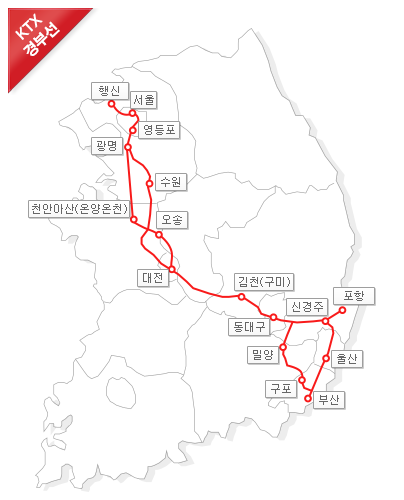 KTX
경부선
행신
서울
영등포
광명
수원
천안아산(온양온천)
오송
대전
김천(구미)
포항
신경주
동대구
밀양
울산
구포
부산